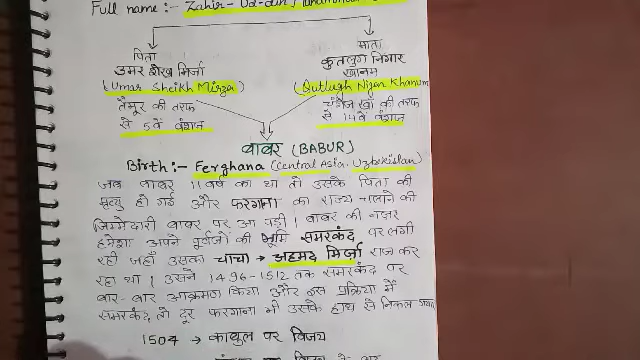 Full name :- Zahir-Ud-din
पिता
माता
उमर शेख मिर्जा
कुतलुग निगार
खानम
(Umar Sheikh Mirza)
(Qutlugh Nigar Khanum)
तैमूर की तरफ
चंगेज खाँ की तरफ
से 5वें वंशज
से 14वें वंशज
बाबर (BABUR)
Birth :- Ferghana (Central Asia, Uzbekistan)
जब बाबर 11 वर्ष का था तो उसके पिता की
मृत्यु हो गई और फरगना का राज्य चलाने की
जिम्मेदारी बाबर पर आ पड़ी। बाबर की नजर
हमेशा अपने पूर्वजों की भूमि समरकंद पर लगी
रही जहाँ उसका चाचा → अहमद मिर्जा राज कर
रहा था। उसने 1496-1512 तक समरकंद पर
बार-बार आक्रमण किया और इस प्रक्रिया में
समरकंद तो दूर फरगना भी उसके हाथ से निकल गया।
1504 → काबुल पर विजय